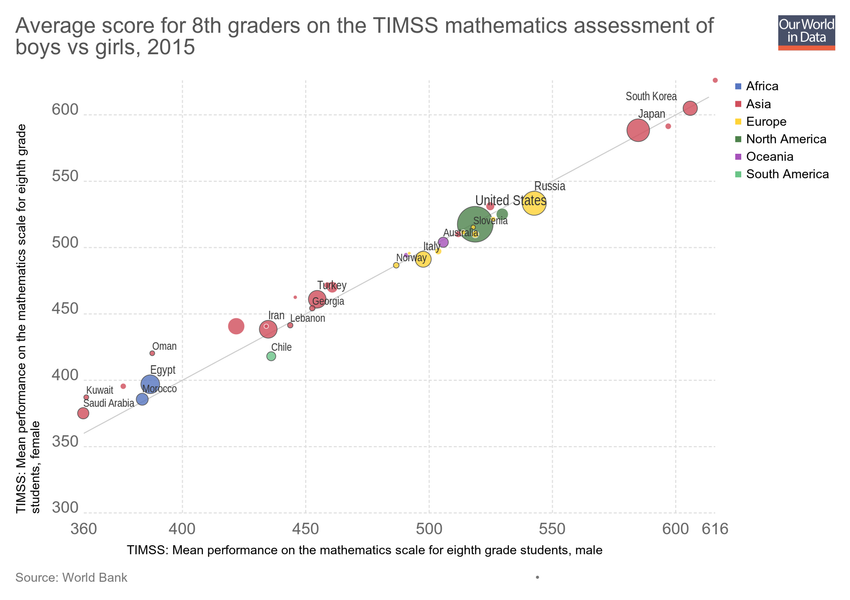 Average score for 8th graders on the TIMSS mathematics assessment of
boys vs girls, 2015
Our World
in Data
Africa
Asia
Europe
North America
Oceania
South America
TIMSS: Mean performance on the mathematics scale for eighth grade
students, female
600
550
500
450
400
350
300
South Korea
Japan
Russia
United States
Slovenia
Australia
Italy
Norway
Turkey
Georgia
Iran
Lebanon
Chile
Oman
Egypt
Morocco
Kuwait
Saudi Arabia
360
400
450
500
550
600
616
TIMSS: Mean performance on the mathematics scale for eighth grade students, male
Source: World Bank